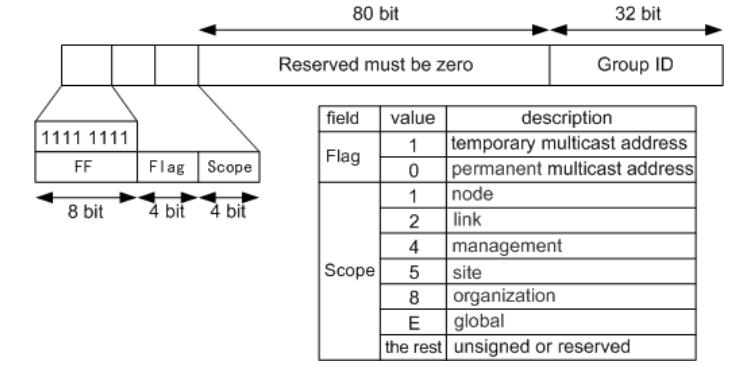 80 bit 32 bit
Reserved must be zero Group ID
1111 1111
FF Flag Scope
8 bit 4 bit 4 bit
field value description
Flag 1 temporary multicast address
0 permanent multicast address
Scope 1 node
2 link
4 management
5 site
8 organization
E global
the rest unsigned or reserved